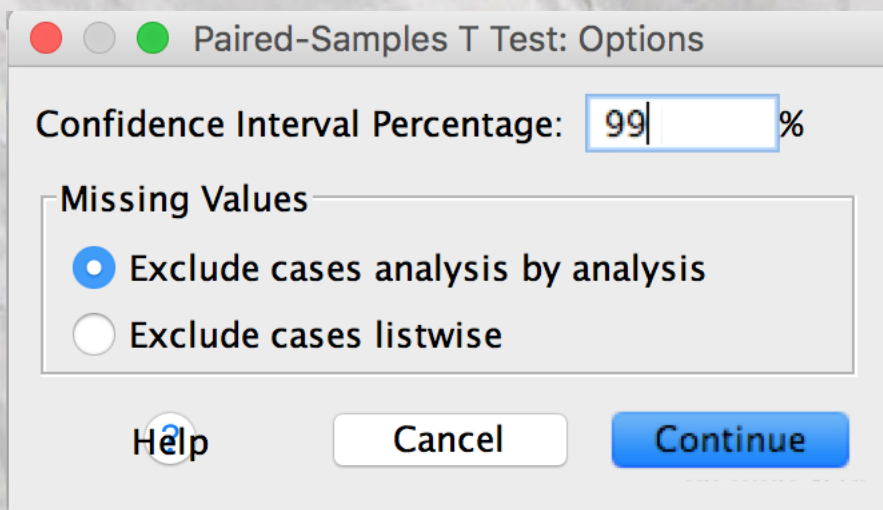 Paired-Samples T Test: Options
Confidence Interval Percentage: 99 %
Missing Values
Exclude cases analysis by analysis
Exclude cases listwise
Help Cancel Continue